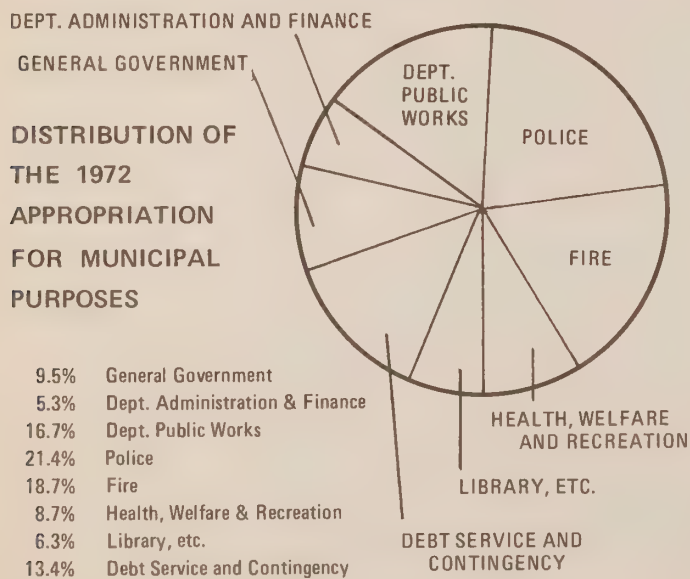 DEPT. ADMINISTRATION AND FINANCE
GENERAL GOVERNMENT
DISTRIBUTION OF
THE 1972
APPROPRIATION
FOR MUNICIPAL
PURPOSES
DEPT.
PUBLIC
WORKS
POLICE
FIRE
HEALTH, WELFARE
AND RECREATION
LIBRARY, ETC.
DEBT SERVICE AND
CONTINGENCY
9.5% General Government
5.3% Dept. Administration & Finance
16.7% Dept. Public Works
21.4% Police
18.7% Fire
8.7% Health, Welfare & Recreation
6.3% Library, etc.
13.4% Debt Service and Contingency